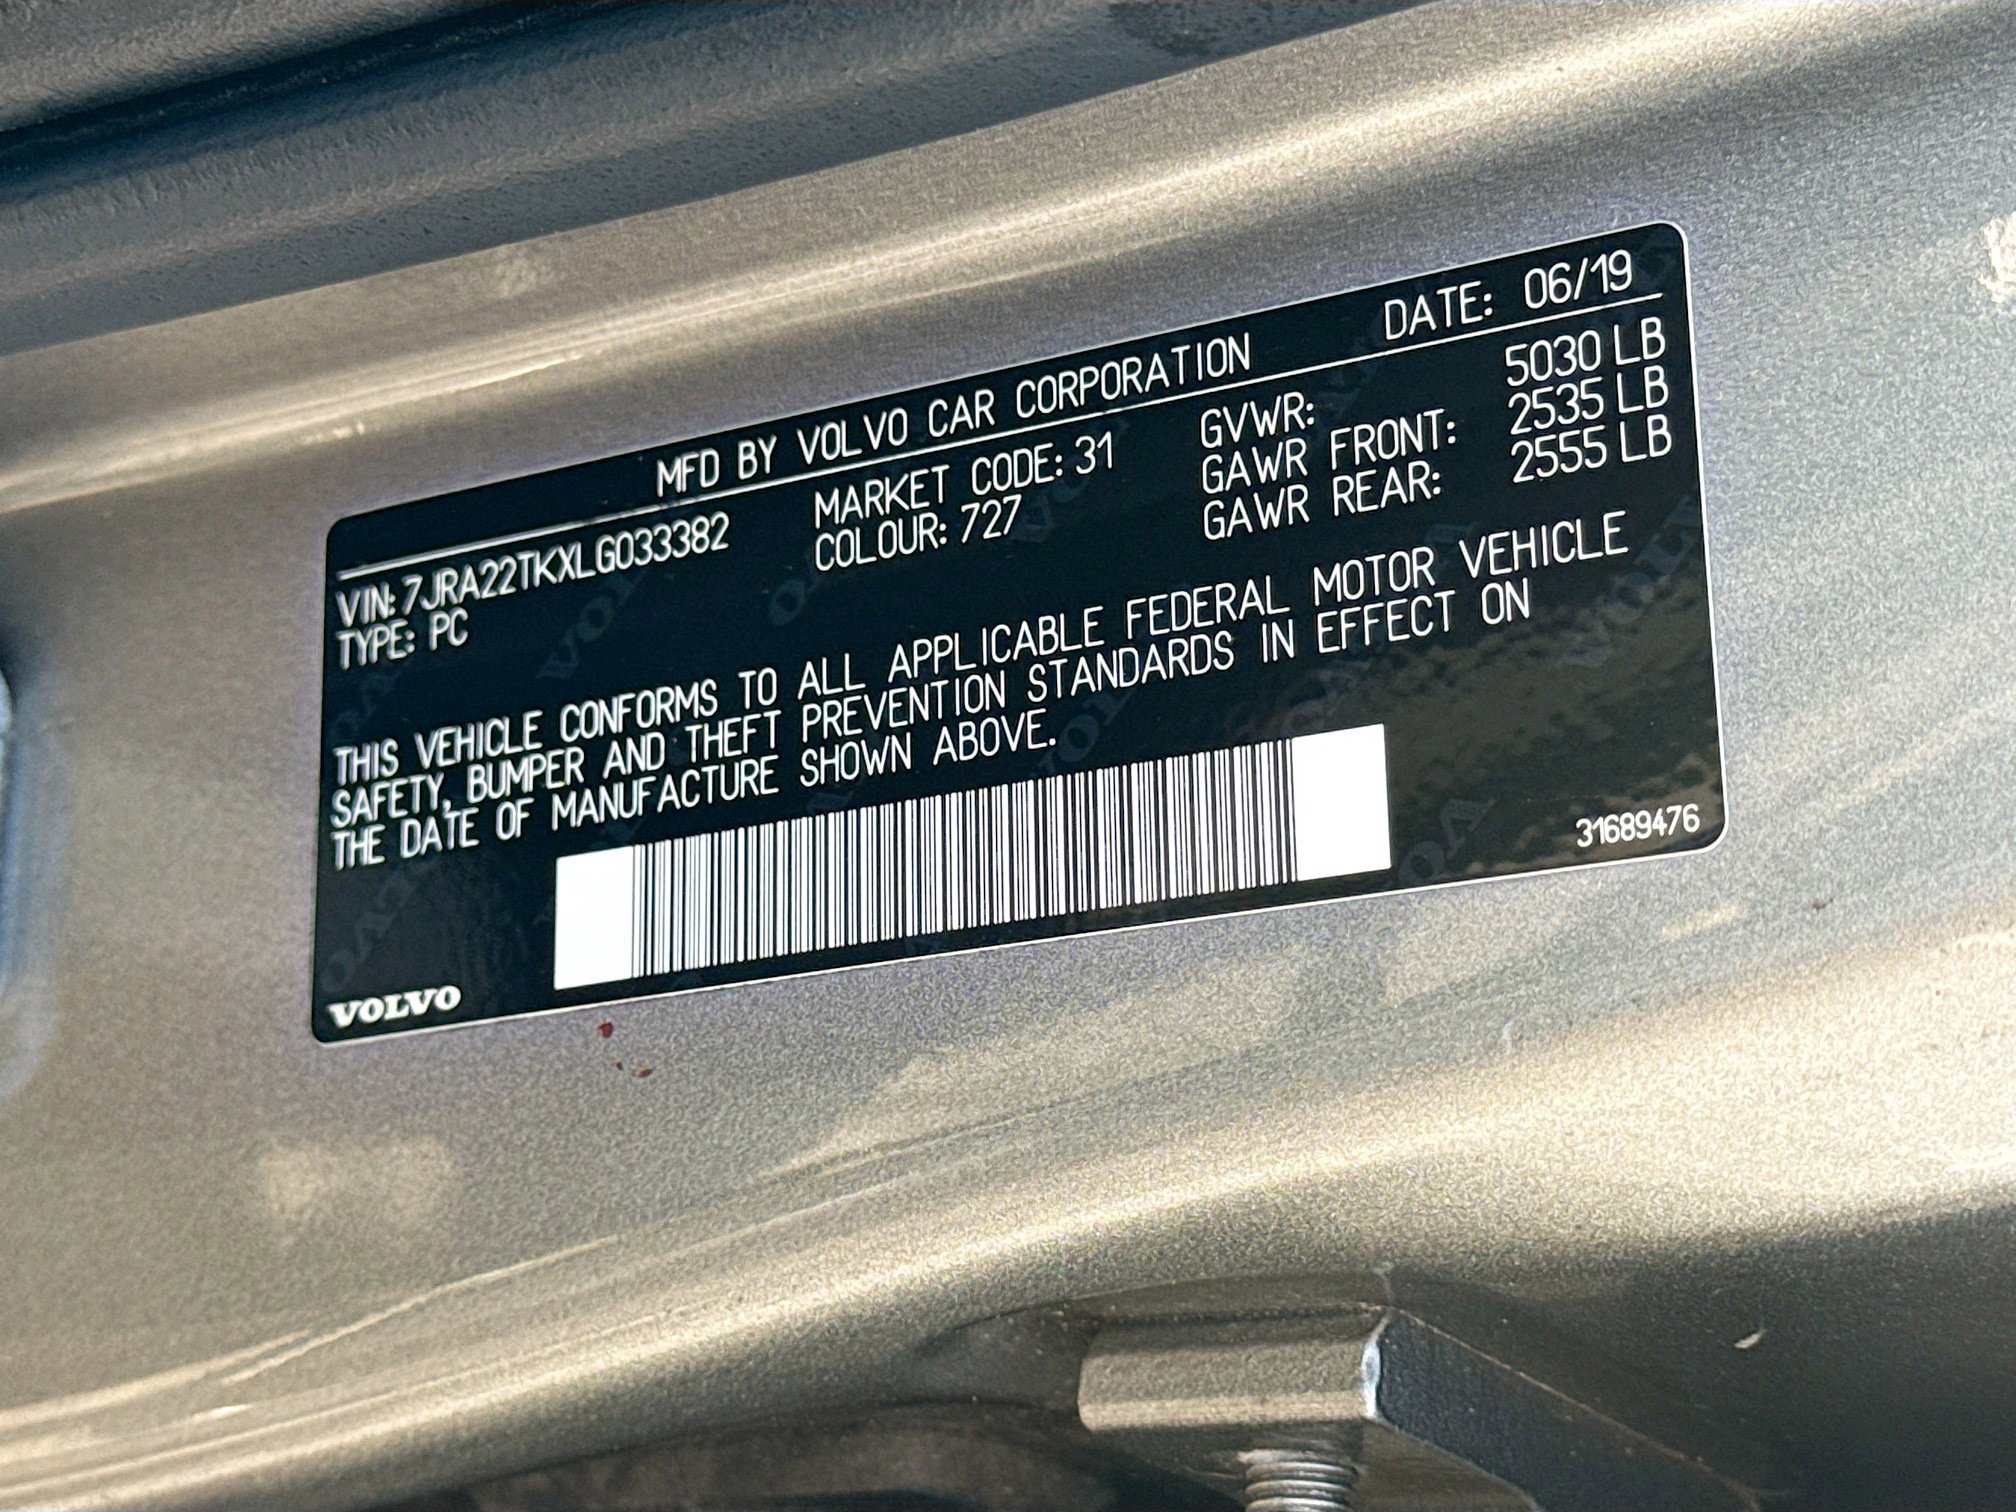 MFD BY VOLVO CAR CORPORATION DATE: 06/19
VIN: 7JRA22TKXLG033382 MARKET CODE: 31 GVWR: 5030 LB
TYPE: PC COLOUR: 727 GAWR FRONT: 2535 LB
GAWR REAR: 2555 LB
THIS VEHICLE CONFORMS TO ALL APPLICABLE FEDERAL MOTOR VEHICLE
SAFETY, BUMPER AND THEFT PREVENTION STANDARDS IN EFFECT ON
THE DATE OF MANUFACTURE SHOWN ABOVE.
31689476
VOLVO